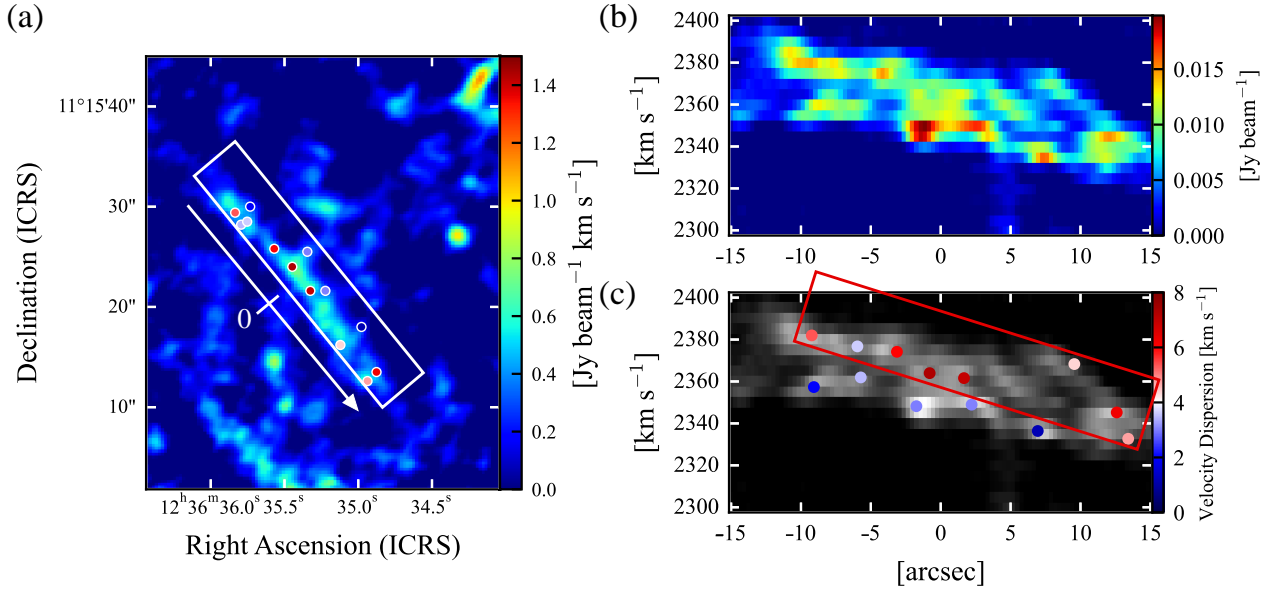 (a)
Declination (ICRS)
11°15'40"
30"
20"
10"
0
12ʰ36ᵐ36.0ˢ 35.5ˢ 35.0ˢ 34.5ˢ
Right Ascension (ICRS)
1.4
1.2
1.0
0.8
0.6
0.4
0.2
0.0
[Jy beam⁻¹ km s⁻¹]
(b)
[km s⁻¹]
2400
2380
2360
2340
2320
2300
-15 -10 -5 0 5 10 15
0.015
0.010
0.005
0.000
[Jy beam⁻¹]
(c)
[km s⁻¹]
2400
2380
2360
2340
2320
2300
-15 -10 -5 0 5 10 15
[arcsec]
8
6
4
2
0
Velocity Dispersion [km s⁻¹]